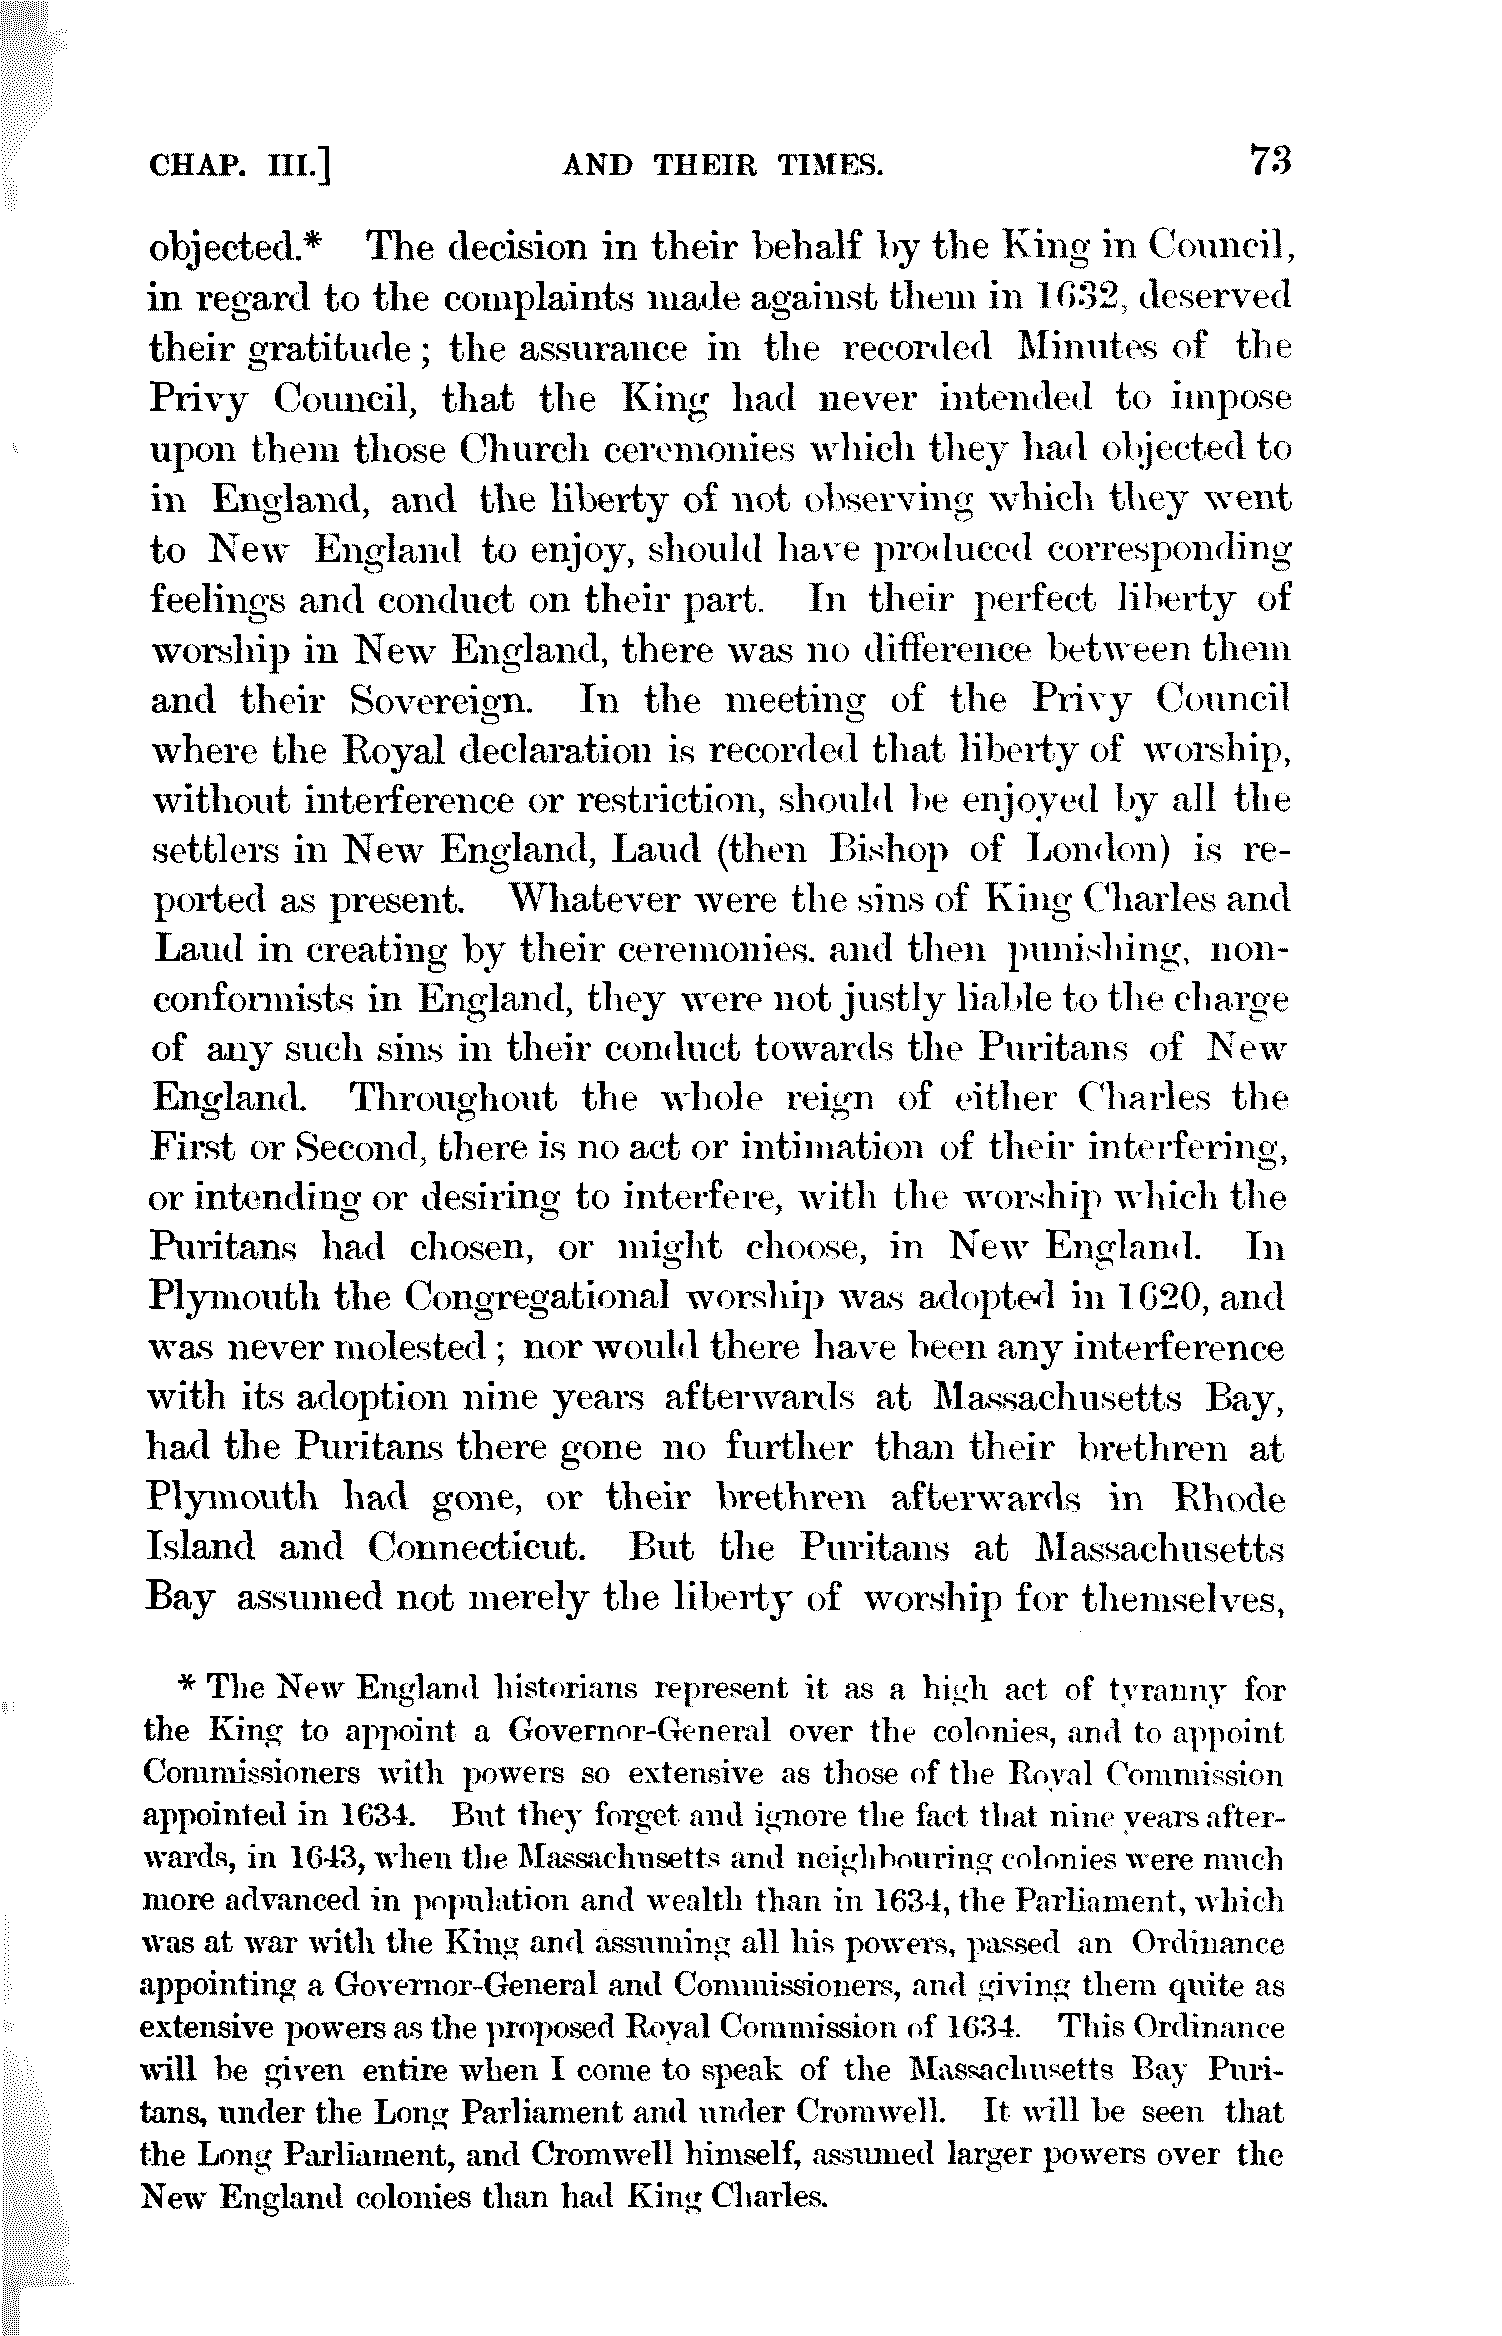 CHAP. III.] AND THEIR TIMES. 73
objected.* The decision in their behalf by the King in Council,
in regard to the complaints made against them in 1632, deserved
their gratitude ; the assurance in the recorded Minutes of the
Privy Council, that the King had never intended to impose
upon them those Church ceremonies which they had objected to
in England, and the liberty of not observing which they went
to New England to enjoy, should have produced corresponding
feelings and conduct on their part. In their perfect liberty of
worship in New England, there was no difference between them
and their Sovereign. In the meeting of the Privy Council
where the Royal declaration is recorded that liberty of worship,
without interference or restriction, should be enjoyed by all the
settlers in New England, Laud (then Bishop of London) is re-
ported as present. Whatever were the sins of King Charles and
Laud in creating by their ceremonies. and then punishing, non-
conformists in England, they were not justly liable to the charge
of any such sins in their conduct towards the Puritans of New
England. Throughout the whole reign of either Charles the
First or Second, there is no act or intimation of their interfering,
or intending or desiring to interfere, with the worship which the
Puritans had chosen, or might choose, in New England. In
Plymouth the Congregational worship was adopted in 1620, and
was never molested ; nor would there have been any interference
with its adoption nine years afterwards at Massachusetts Bay,
had the Puritans there gone no further than their brethren at
Plymouth had gone, or their brethren afterwards in Rhode
Island and Connecticut. But the Puritans at Massachusetts
Bay assumed not merely the liberty of worship for themselves,
* The New England historians represent it as a high act of tyranny for
the King to appoint a Governor-General over the colonies, and to appoint
Commissioners with powers so extensive as those of the Royal Commission
appointed in 1634. But they forget and ignore the fact that nine years after-
wards, in 1643, when the Massachusetts and neighbouring colonies were much
more advanced in population and wealth than in 1634, the Parliament, which
was at war with the King and assuming all his powers, passed an Ordinance
appointing a Governor-General and Commissioners, and giving them quite as
extensive powers as the proposed Royal Commission of 1634. This Ordinance
will be given entire when I come to speak of the Massachusetts Bay Puri-
tans, under the Long Parliament and under Cromwell. It will be seen that
the Long Parliament, and Cromwell himself, assumed larger powers over the
New England colonies than had King Charles.